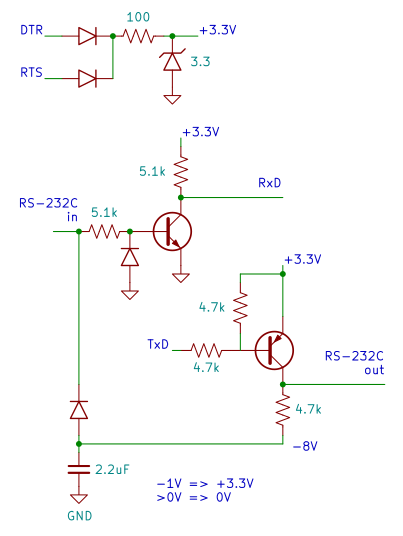 100
DTR
+3.3V
3.3
RTS
+3.3V
5.1k
RxD
RS-232C
in
5.1k
+3.3V
4.7k
TxD
4.7k
RS-232C
out
4.7k
-8V
2.2uF
-1V => +3.3V
>0V => 0V
GND